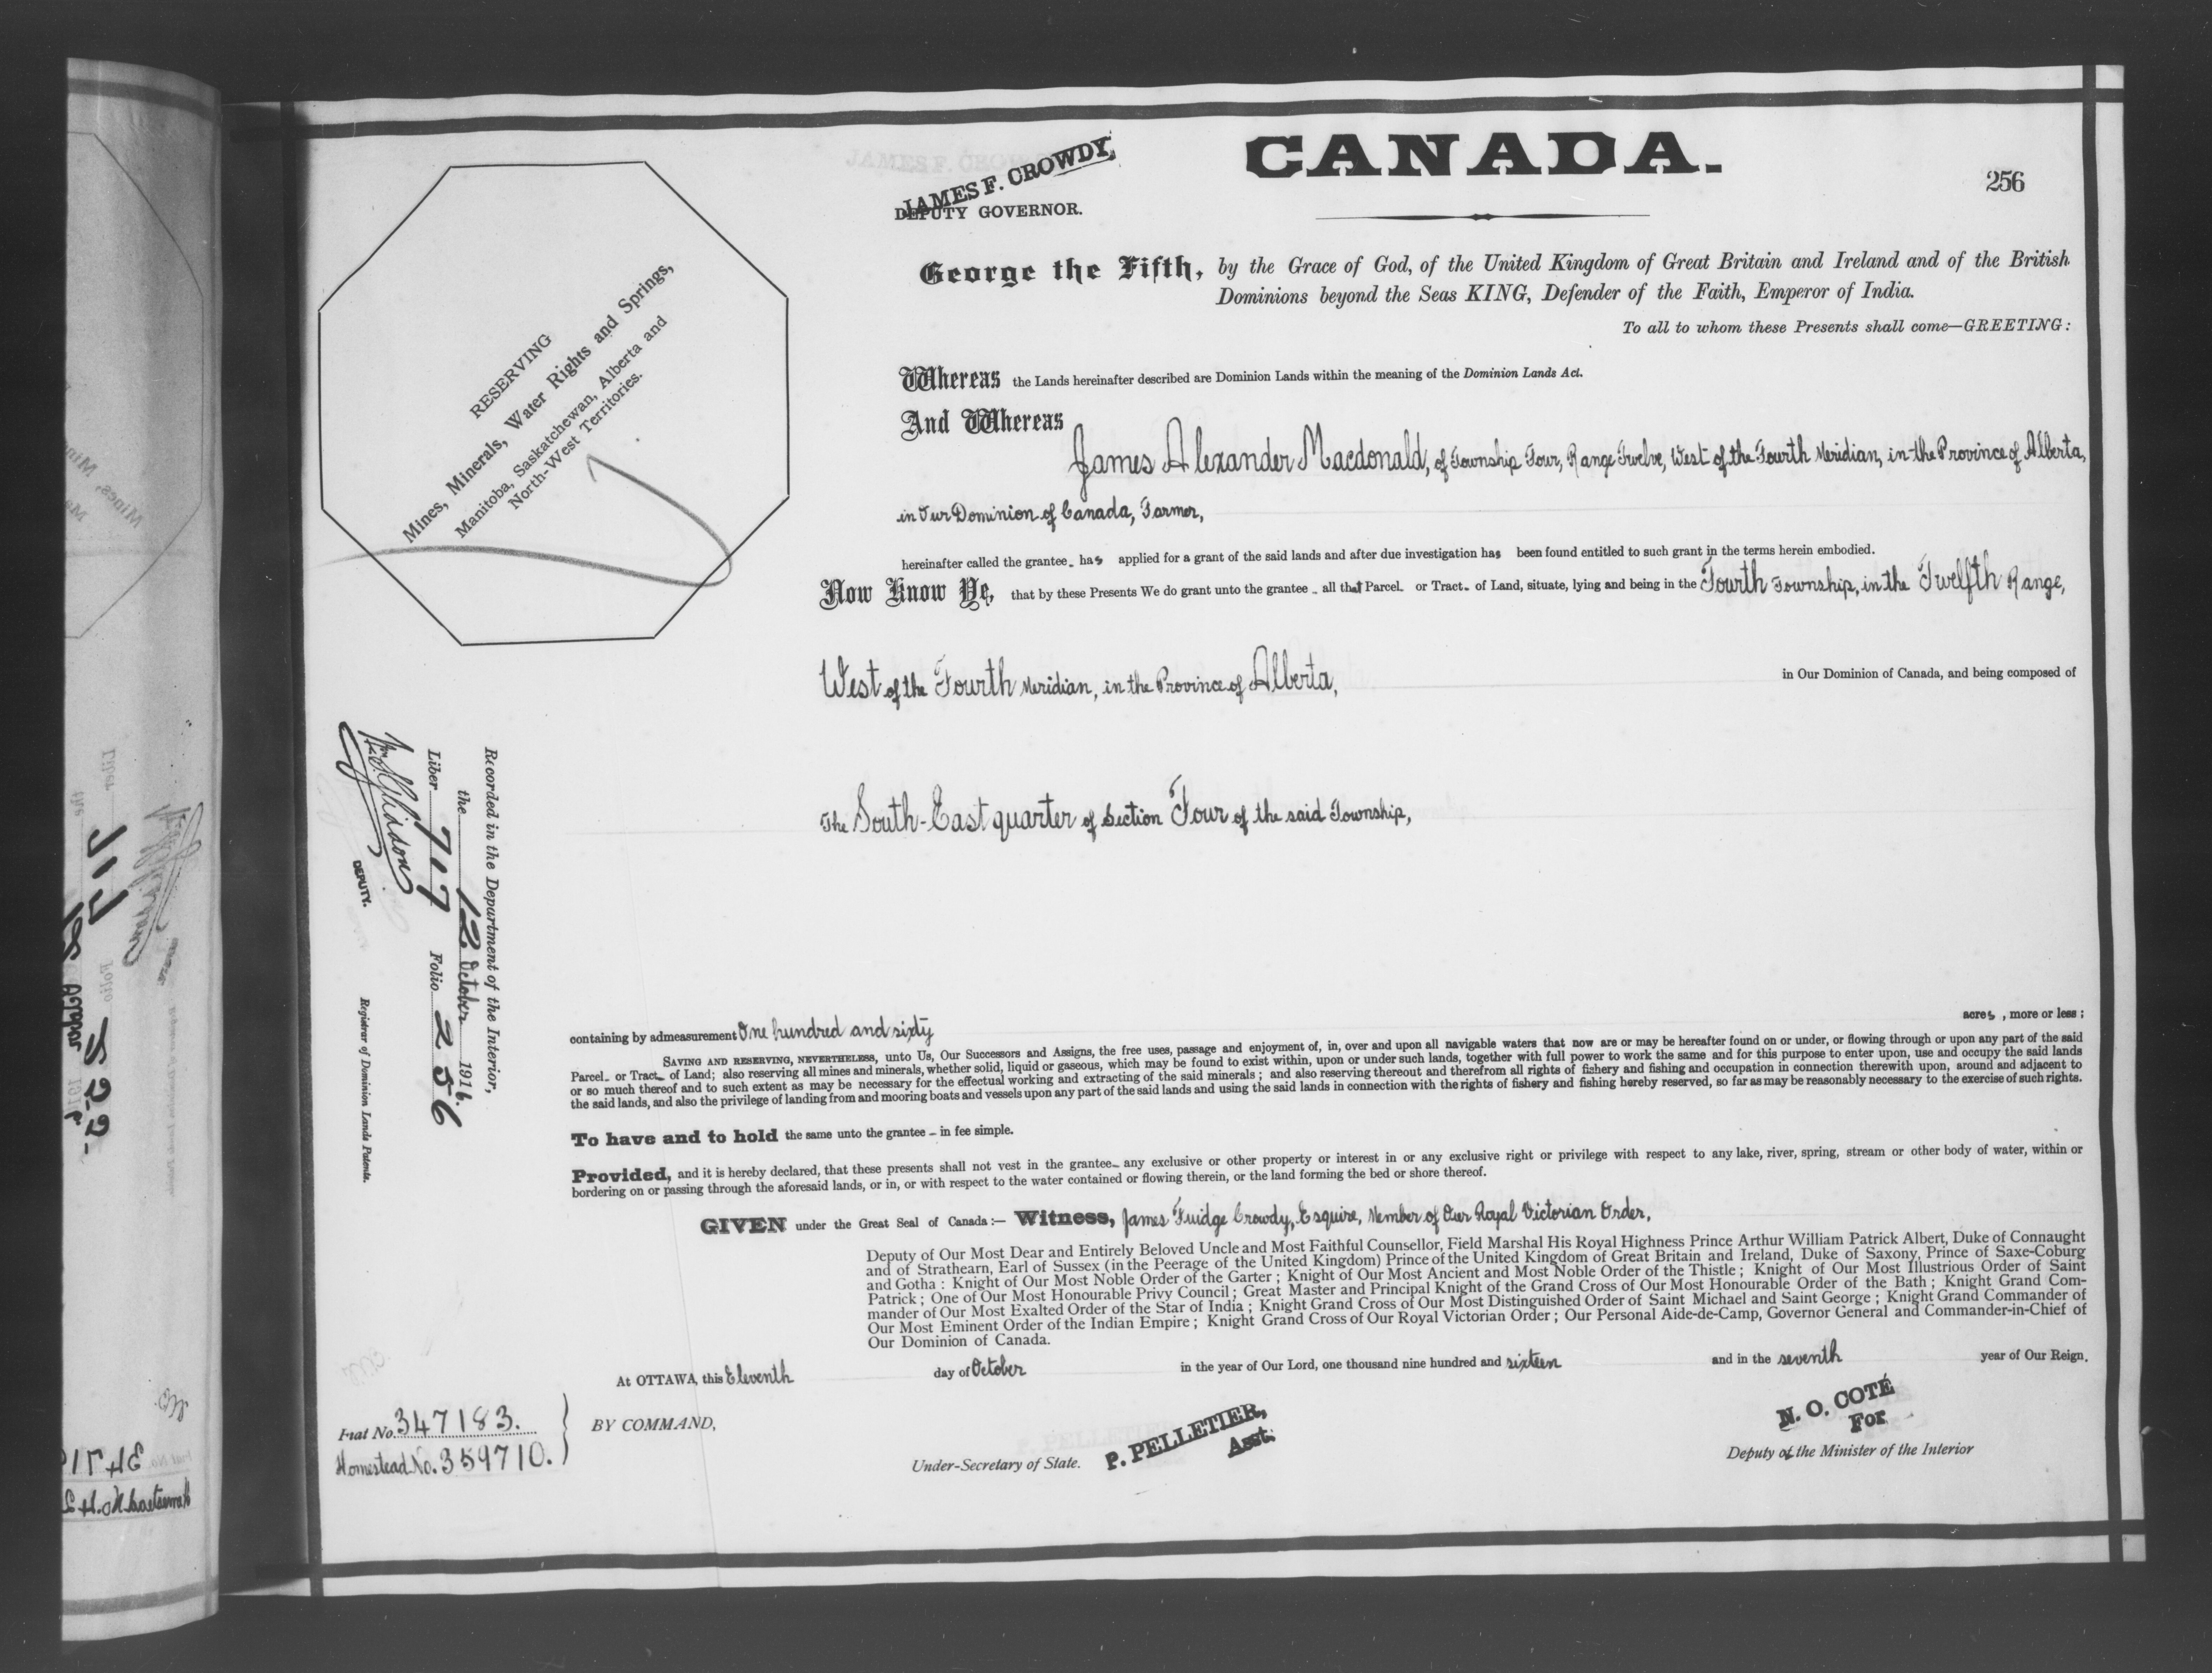 CANADA.
256
JAMES F. CROWDY,
DEPUTY GOVERNOR.
George the Fifth, by the Grace of God, of the United Kingdom of Great Britain and Ireland and of the British
Dominions beyond the Seas KING, Defender of the Faith, Emperor of India.
To all to whom these Presents shall come—GREETING:
RESERVING
Mines, Minerals, Water Rights and Springs,
Manitoba, Saskatchewan, Alberta and
North-West Territories.
Whereas the Lands hereinafter described are Dominion Lands within the meaning of the Dominion Lands Act.
And Whereas
James Alexander Macdonald, of Township Four, Range Twelve, West of the Fourth Meridian, in the Province of Alberta,
in Our Dominion of Canada, Farmer,
hereinafter called the grantee has applied for a grant of the said lands and after due investigation has been found entitled to such grant in the terms herein embodied.
Now Know Ye, that by these Presents We do grant unto the grantee all that Parcel or Tract of Land, situate, lying and being in the Fourth Township, in the Twelfth Range,
West of the Fourth Meridian, in the Province of Alberta, in Our Dominion of Canada, and being composed of
The South-East quarter of Section Four of the said Township,
Recorded in the Department of the Interior,
the 12 October 1916.
Liber 717 Folio 256
DEPUTY. Registrar of Dominion Lands Patents.
containing by admeasurement One hundred and sixty acres, more or less;
SAVING AND RESERVING, NEVERTHELESS, unto Us, Our Successors and Assigns, the free uses, passage and enjoyment of, in, over and upon all navigable waters that now are or may be hereafter found on or under, or flowing through or upon any part of the said
Parcel or Tract of Land; also reserving all mines and minerals, whether solid, liquid or gaseous, which may be found to exist within, upon or under such lands, together with full power to work the same and for this purpose to enter upon, use and occupy the said lands
or so much thereof and to such extent as may be necessary for the effectual working and extracting of the said minerals; and also reserving thereout and therefrom all rights of fishery and fishing and occupation in connection therewith upon, around and adjacent to
the said lands, and also the privilege of landing from and mooring boats and vessels upon any part of the said lands and using the said lands in connection with the rights of fishery and fishing hereby reserved, so far as may be reasonably necessary to the exercise of such rights.
To have and to hold the same unto the grantee in fee simple.
Provided, and it is hereby declared, that these presents shall not vest in the grantee any exclusive or other property or interest in or any exclusive right or privilege with respect to any lake, river, spring, stream or other body of water, within or
bordering on or passing through the aforesaid lands, or in, or with respect to the water contained or flowing therein, or the land forming the bed or shore thereof.
GIVEN under the Great Seal of Canada:— Witness, James Fuidge Crowdy, Esquire, Member of Our Royal Victorian Order,
Deputy of Our Most Dear and Entirely Beloved Uncle and Most Faithful Counsellor, Field Marshal His Royal Highness Prince Arthur William Patrick Albert, Duke of Connaught
and of Strathearn, Earl of Sussex (in the Peerage of the United Kingdom) Prince of the United Kingdom of Great Britain and Ireland, Duke of Saxony, Prince of Saxe-Coburg
and Gotha: Knight of Our Most Noble Order of the Garter; Knight of Our Most Ancient and Most Noble Order of the Thistle; Knight of Our Most Illustrious Order of Saint
Patrick; One of Our Most Honourable Privy Council; Great Master and Principal Knight of the Grand Cross of Our Most Honourable Order of the Bath; Knight Grand Com-
mander of Our Most Exalted Order of the Star of India; Knight Grand Cross of Our Most Distinguished Order of Saint Michael and Saint George; Knight Grand Commander of
Our Most Eminent Order of the Indian Empire; Knight Grand Cross of Our Royal Victorian Order; Our Personal Aide-de-Camp, Governor General and Commander-in-Chief of
Our Dominion of Canada.
At OTTAWA, this Eleventh day of October in the year of Our Lord, one thousand nine hundred and sixteen and in the seventh year of Our Reign.
Fiat No. 347183.
Homestead No. 359710.
BY COMMAND,
P. PELLETIER,
Asst.
Under-Secretary of State.
N. O. COTÉ
For
Deputy of the Minister of the Interior